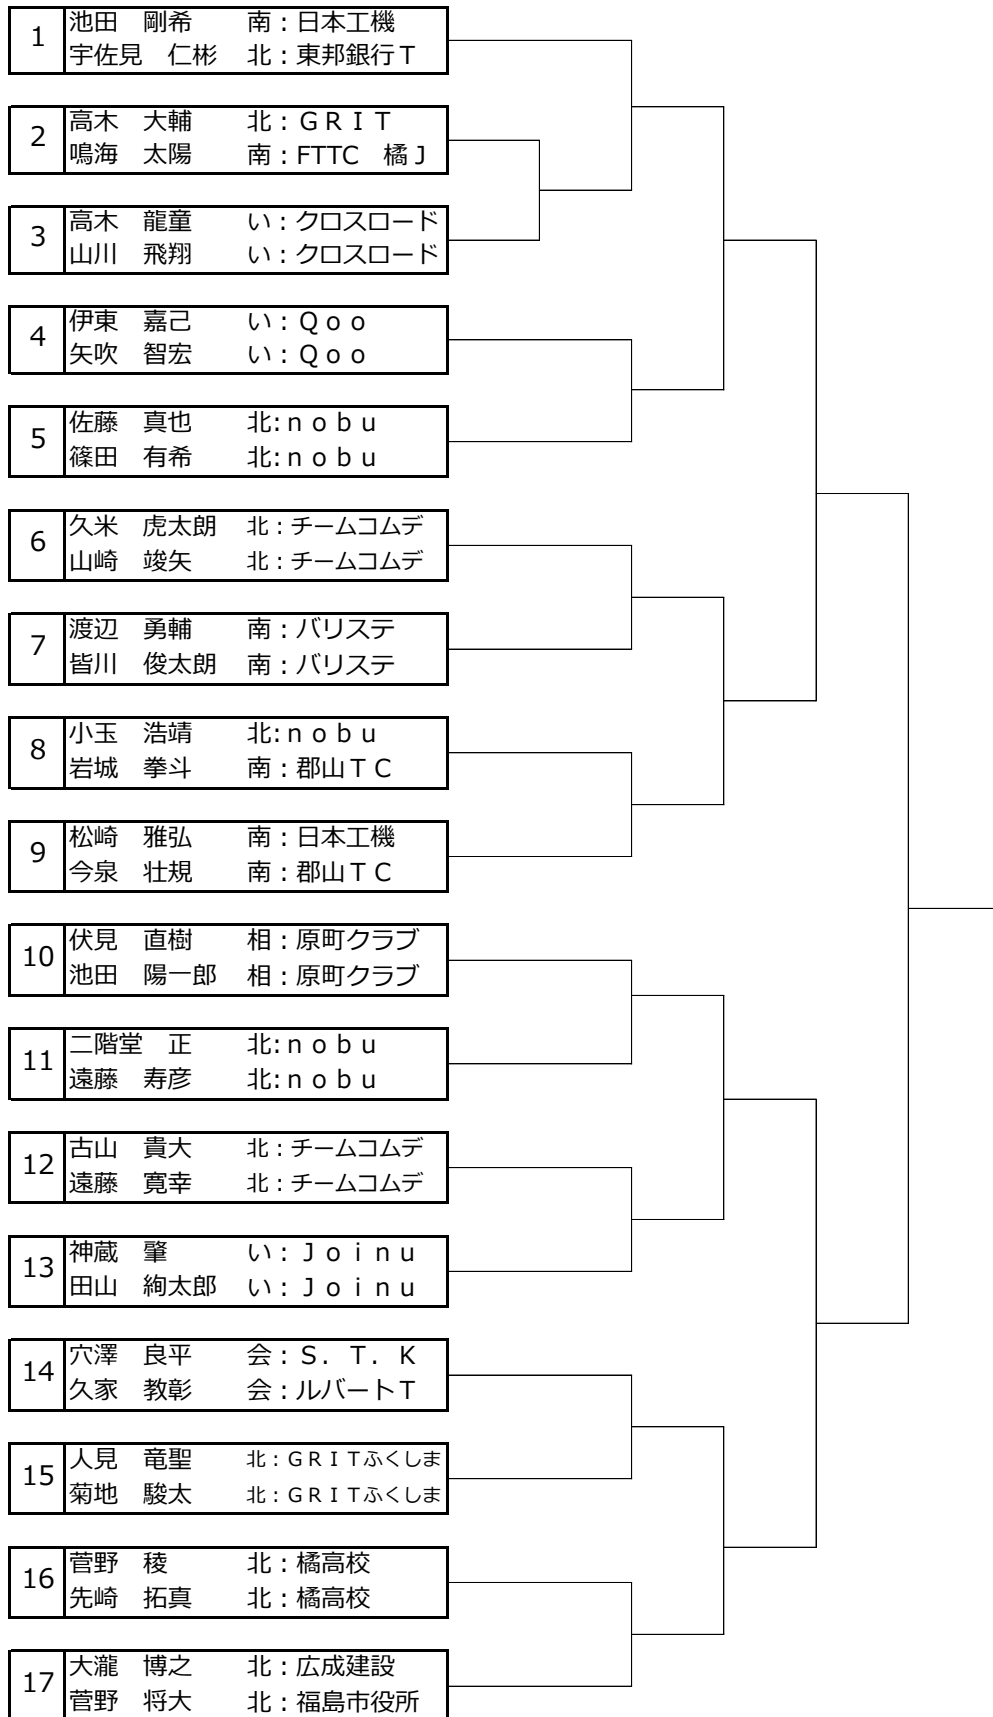 1
池田　剛希　南：日本工機
宇佐見　仁彬　北：東邦銀行Ｔ
2
高木　大輔　北：ＧＲＩＴ
鳴海　太陽　南：FTTC　橘Ｊ
3
高木　龍童　い：クロスロード
山川　飛翔　い：クロスロード
4
伊東　嘉己　い：Ｑｏｏ
矢吹　智宏　い：Ｑｏｏ
5
佐藤　真也　北:ｎｏｂｕ
篠田　有希　北:ｎｏｂｕ
6
久米　虎太朗　北：チームコムデ
山崎　竣矢　北：チームコムデ
7
渡辺　勇輔　南：バリステ
皆川　俊太朗　南：バリステ
8
小玉　浩靖　北:ｎｏｂｕ
岩城　拳斗　南：郡山ＴＣ
9
松崎　雅弘　南：日本工機
今泉　壮規　南：郡山ＴＣ
10
伏見　直樹　相：原町クラブ
池田　陽一郎　相：原町クラブ
11
二階堂　正　北:ｎｏｂｕ
遠藤　寿彦　北:ｎｏｂｕ
12
古山　貴大　北：チームコムデ
遠藤　寛幸　北：チームコムデ
13
神蔵　肇　い：Ｊｏｉｎｕ
田山　絢太郎　い：Ｊｏｉｎｕ
14
穴澤　良平　会：Ｓ．Ｔ．Ｋ
久家　教彰　会：ルバートＴ
15
人見　竜聖　北：ＧＲＩＴふくしま
菊地　駿太　北：ＧＲＩＴふくしま
16
菅野　稜　北：橘高校
先崎　拓真　北：橘高校
17
大瀧　博之　北：広成建設
菅野　将大　北：福島市役所